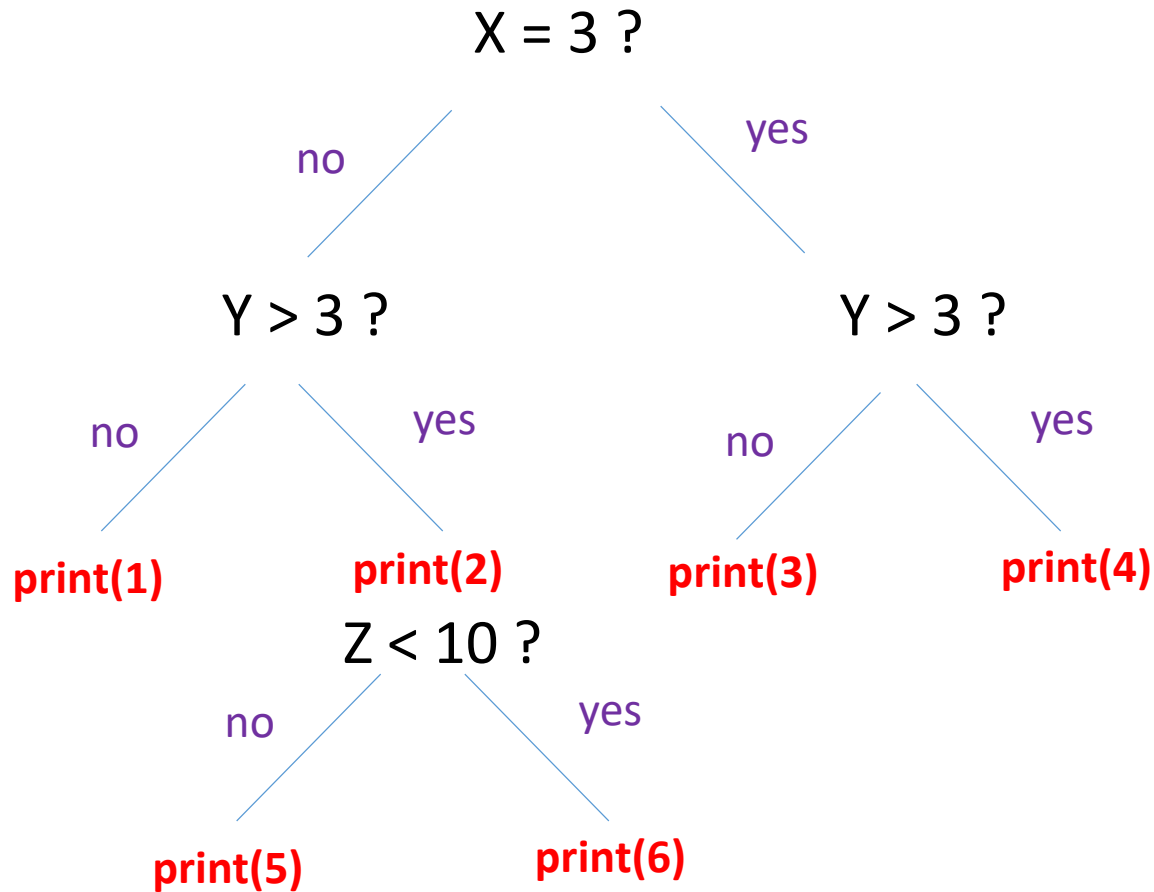 X = 3 ?
no
yes
Y > 3 ?
Y > 3 ?
no
yes
no
yes
print(1)
print(2)
print(3)
print(4)
Z < 10 ?
no
yes
print(5)
print(6)